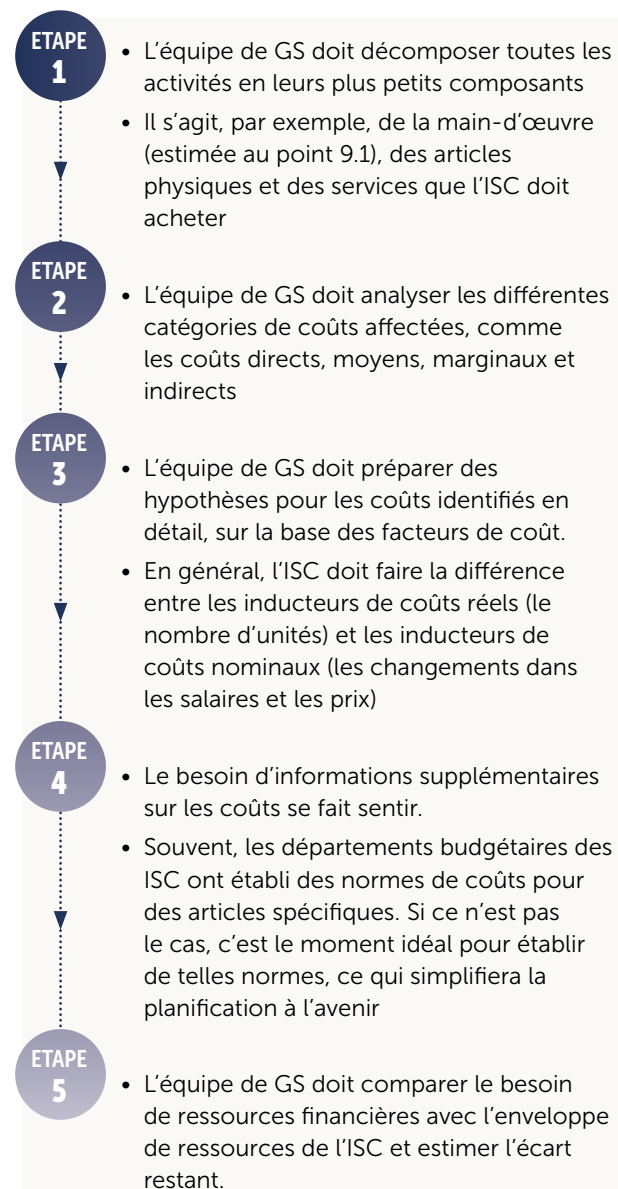 ETAPE
1
• L'équipe de GS doit décomposer toutes les
activités en leurs plus petits composants
• Il s'agit, par exemple, de la main-d'œuvre
(estimée au point 9.1), des articles
physiques et des services que l'ISC doit
acheter
ETAPE
2
• L'équipe de GS doit analyser les différentes
catégories de coûts affectées, comme
les coûts directs, moyens, marginaux et
indirects
ETAPE
3
• L'équipe de GS doit préparer des
hypothèses pour les coûts identifiés en
détail, sur la base des facteurs de coût.
• En général, l'ISC doit faire la différence
entre les inducteurs de coûts réels (le
nombre d'unités) et les inducteurs de
coûts nominaux (les changements dans
les salaires et les prix)
ETAPE
4
• Le besoin d'informations supplémentaires
sur les coûts se fait sentir.
• Souvent, les départements budgétaires des
ISC ont établi des normes de coûts pour
des articles spécifiques. Si ce n'est pas
le cas, c'est le moment idéal pour établir
de telles normes, ce qui simplifiera la
planification à l'avenir
ETAPE
5
• L'équipe de GS doit comparer le besoin
de ressources financières avec l'enveloppe
de ressources de l'ISC et estimer l'écart
restant.